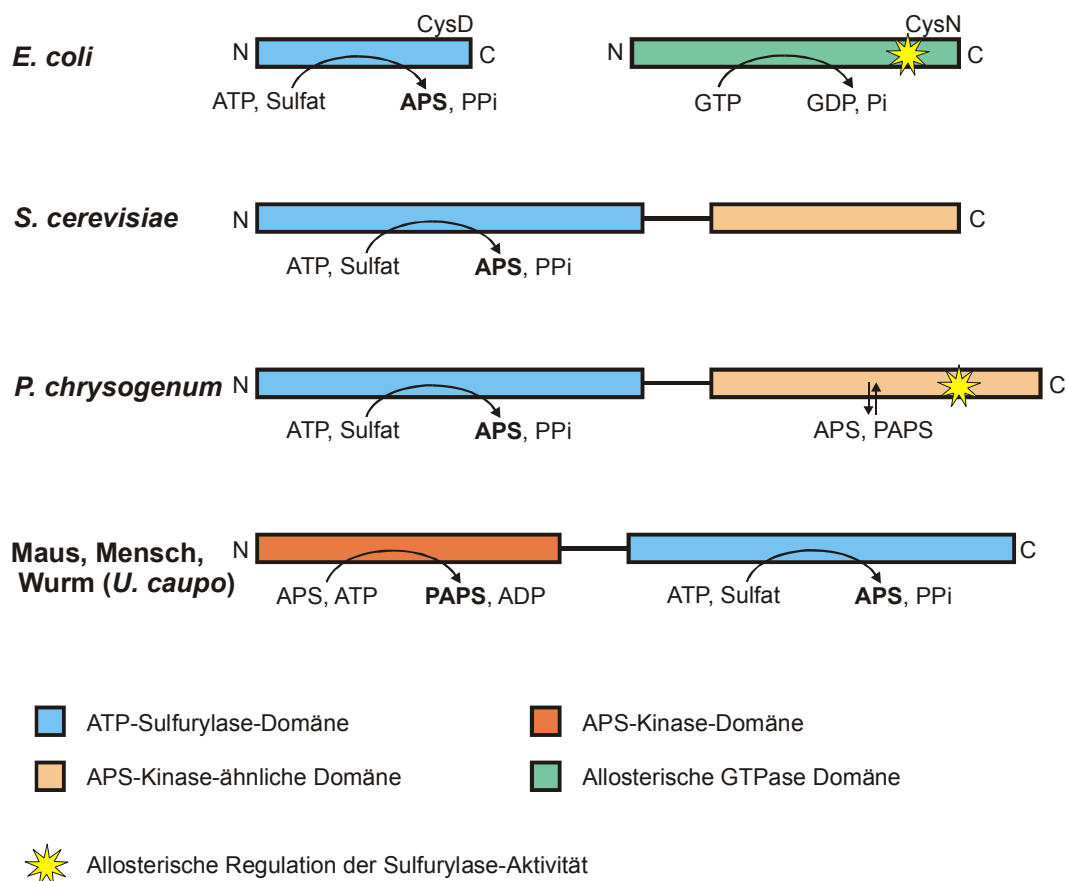 CysD CysN
E. coli N C N C
ATP, Sulfat APS, PPi GTP GDP, Pi
S. cerevisiae N C
ATP, Sulfat APS, PPi
P. chrysogenum N C
ATP, Sulfat APS, PPi APS, PAPS
Maus, Mensch, N C
Wurm (U. caupo)
APS, ATP PAPS, ADP ATP, Sulfat APS, PPi
ATP-Sulfurylase-Domäne APS-Kinase-Domäne
APS-Kinase-ähnliche Domäne Allosterische GTPase Domäne
Allosterische Regulation der Sulfurylase-Aktivität